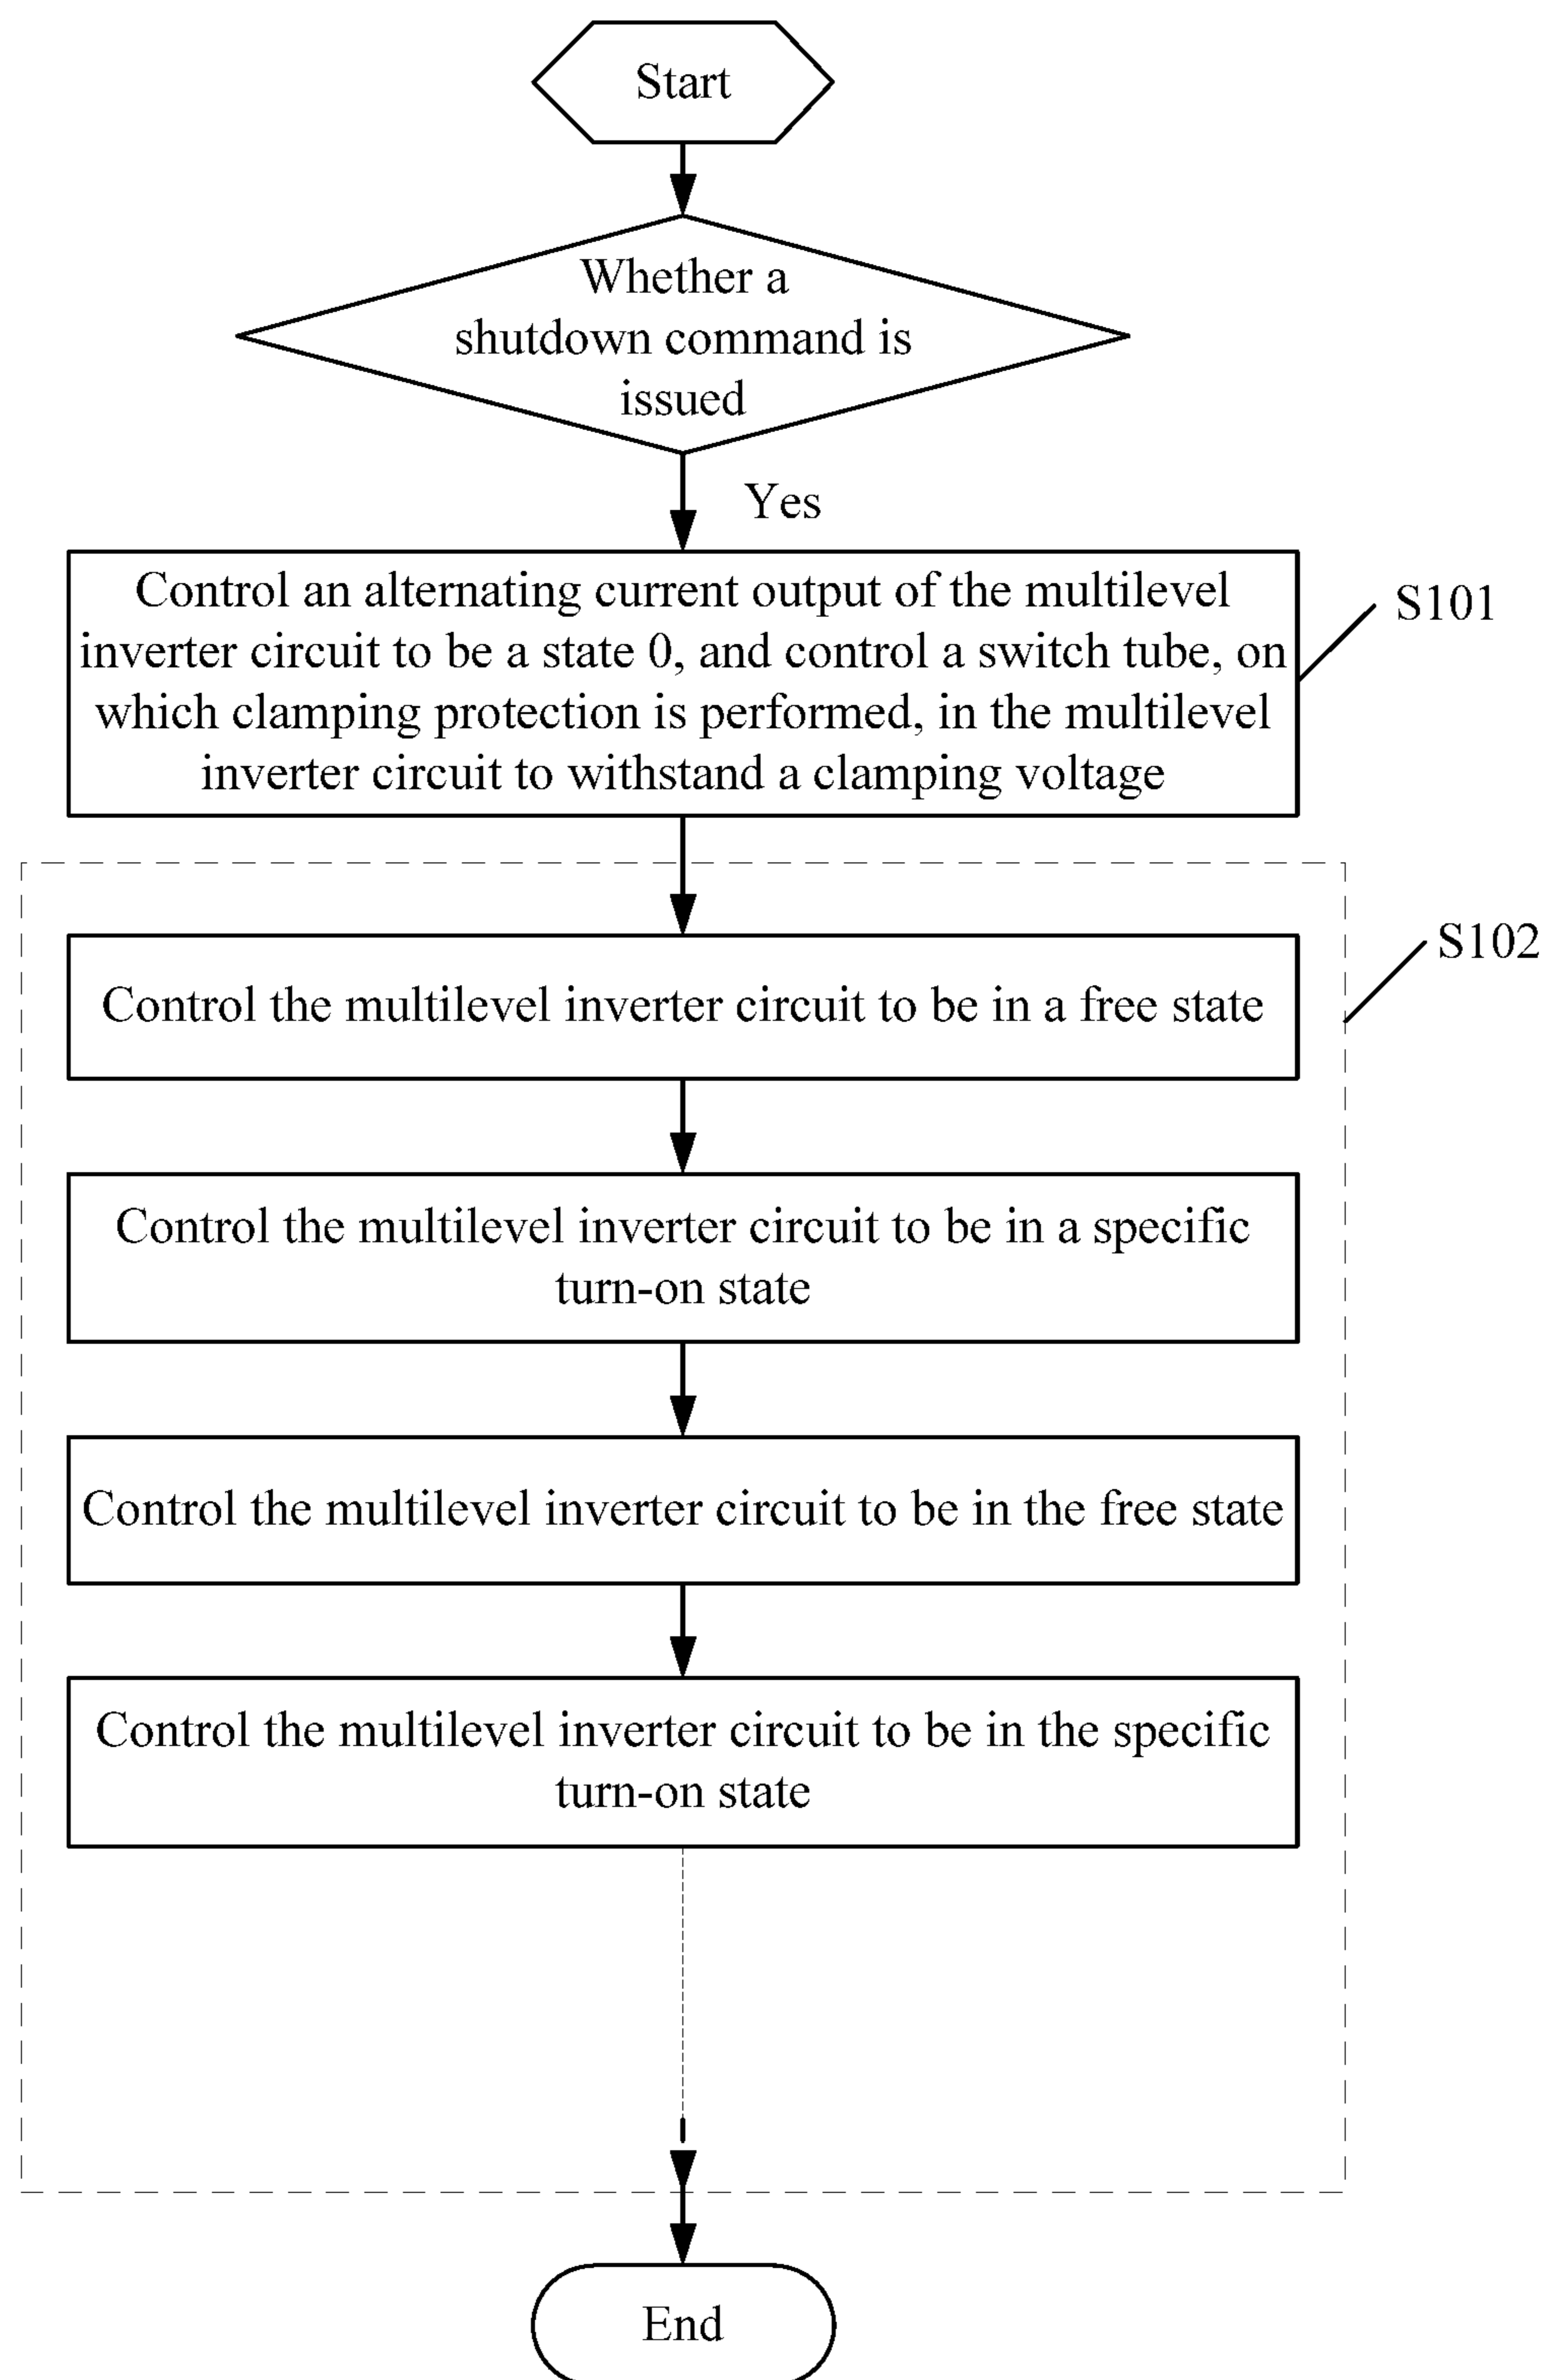 Start
Whether a
shutdown command is
issued
Yes
Control an alternating current output of the multilevel
inverter circuit to be a state 0, and control a switch tube, on
which clamping protection is performed, in the multilevel
inverter circuit to withstand a clamping voltage
S101
S102
Control the multilevel inverter circuit to be in a free state
Control the multilevel inverter circuit to be in a specific
turn-on state
Control the multilevel inverter circuit to be in the free state
Control the multilevel inverter circuit to be in the specific
turn-on state
End